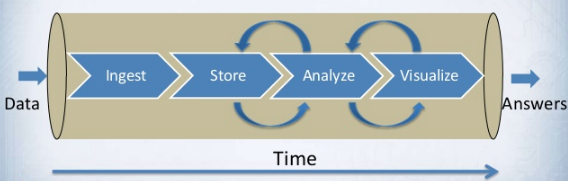 Ingest
Store
Analyze
Visualize
Data
Answers
Time